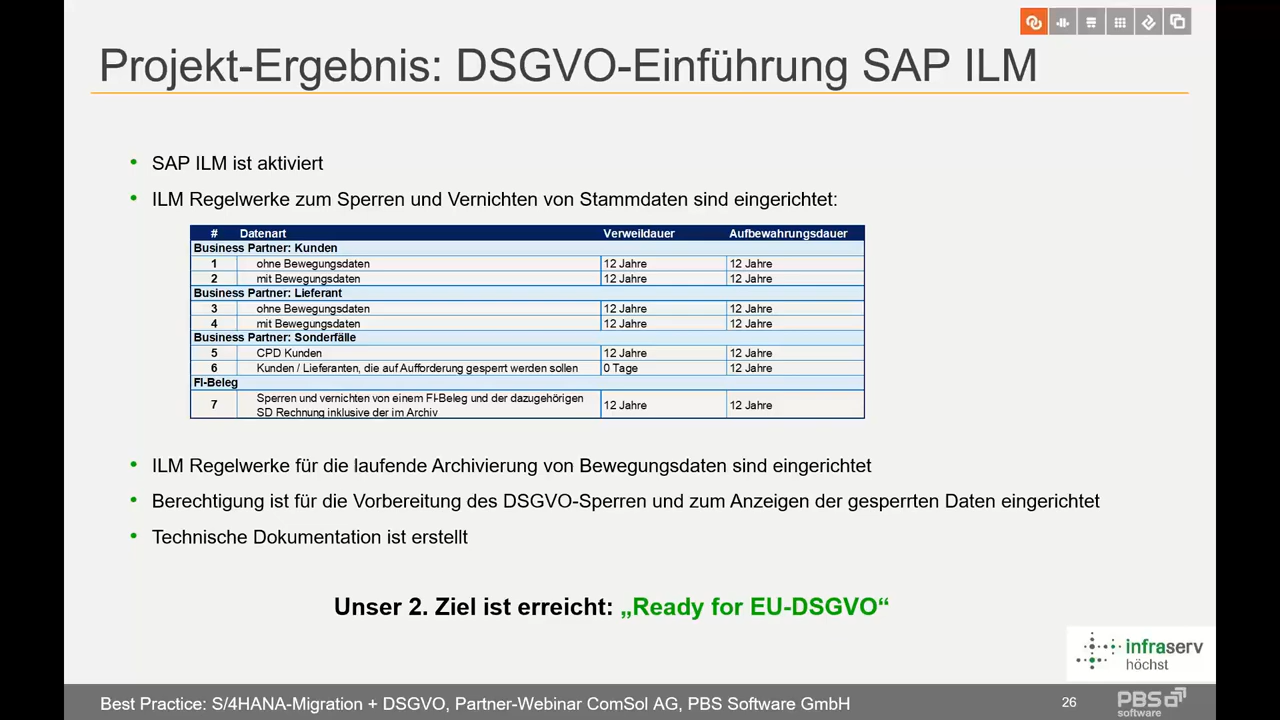 Projekt-Ergebnis: DSGVO-Einführung SAP ILM
• SAP ILM ist aktiviert
• ILM Regelwerke zum Sperren und Vernichten von Stammdaten sind eingerichtet:
# Datenart Verweildauer Aufbewahrungsdauer
Business Partner: Kunden
1 ohne Bewegungsdaten 12 Jahre 12 Jahre
2 mit Bewegungsdaten 12 Jahre 12 Jahre
Business Partner: Lieferant
3 ohne Bewegungsdaten 12 Jahre 12 Jahre
4 mit Bewegungsdaten 12 Jahre 12 Jahre
Business Partner: Sonderfälle
5 CPD Kunden 12 Jahre 12 Jahre
6 Kunden / Lieferanten, die auf Aufforderung gesperrt werden sollen 0 Tage 12 Jahre
FI-Beleg
7 Sperren und vernichten von einem FI-Beleg und der dazugehörigen 12 Jahre 12 Jahre
SD Rechnung inklusive der im Archiv
• ILM Regelwerke für die laufende Archivierung von Bewegungsdaten sind eingerichtet
• Berechtigung ist für die Vorbereitung des DSGVO-Sperren und zum Anzeigen der gesperrten Daten eingerichtet
• Technische Dokumentation ist erstellt
Unser 2. Ziel ist erreicht: „Ready for EU-DSGVO“
infraserv
höchst
Best Practice: S/4HANA-Migration + DSGVO, Partner-Webinar ComSol AG, PBS Software GmbH
26
PBS
software